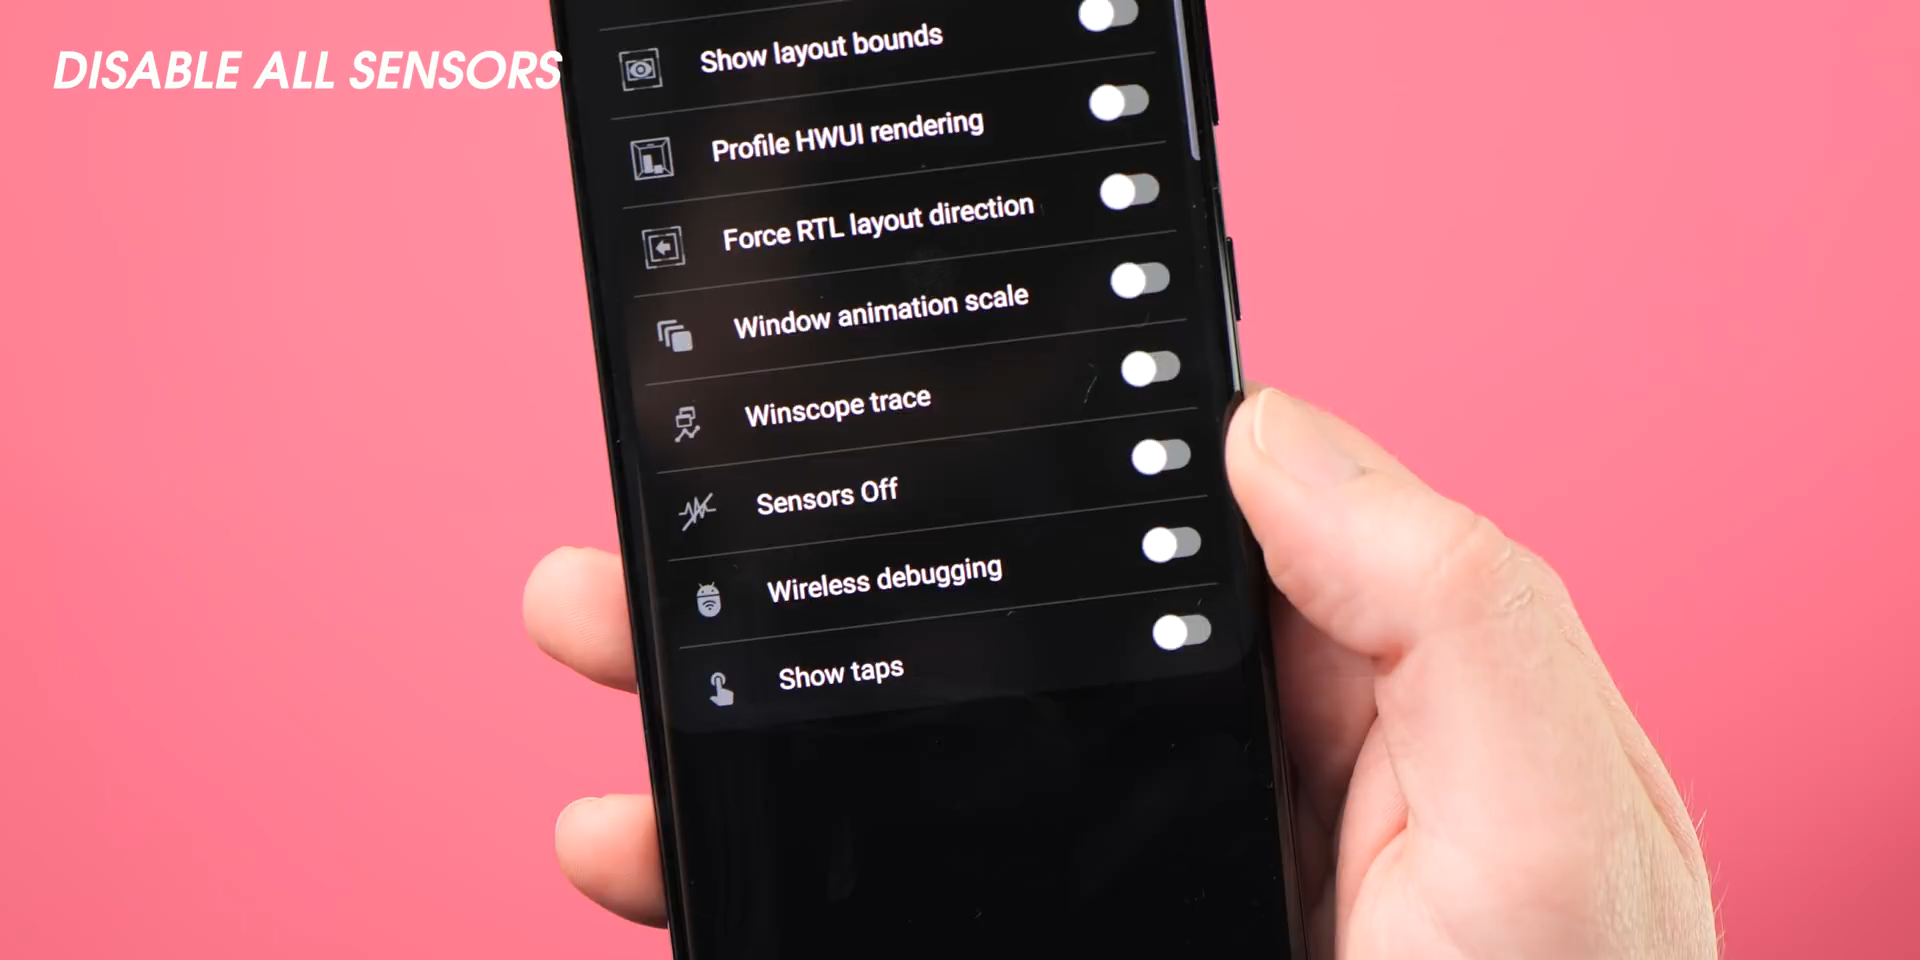 DISABLE ALL SENSORS
Show layout bounds
Profile HWUI rendering
Force RTL layout direction
Window animation scale
Winscope trace
Sensors Off
Wireless debugging
Show taps